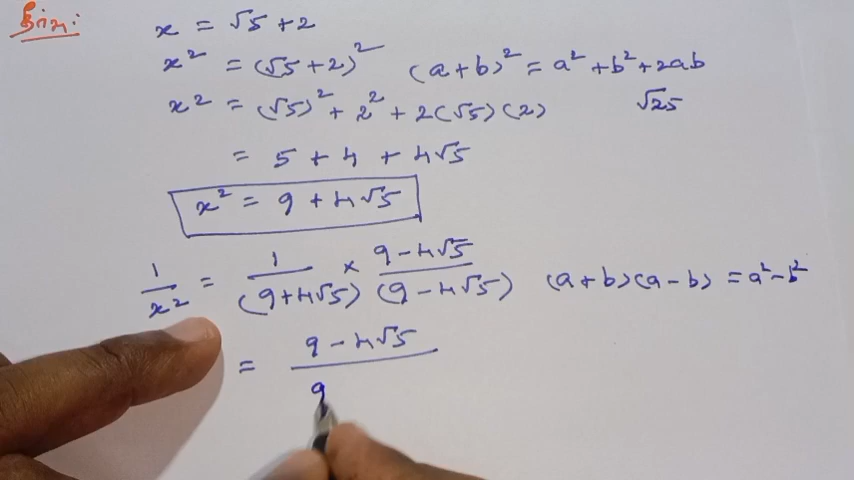 தீர்வு:
x = √5 + 2
x² = (√5 + 2)² (a + b)² = a² + b² + 2ab
x² = (√5)² + 2² + 2(√5)(2) √25
= 5 + 4 + 4√5
x² = 9 + 4√5
1/x² = 1/(9+4√5) × (9-4√5)/(9-4√5) (a+b)(a-b) = a²-b²
= 9-4√5
9